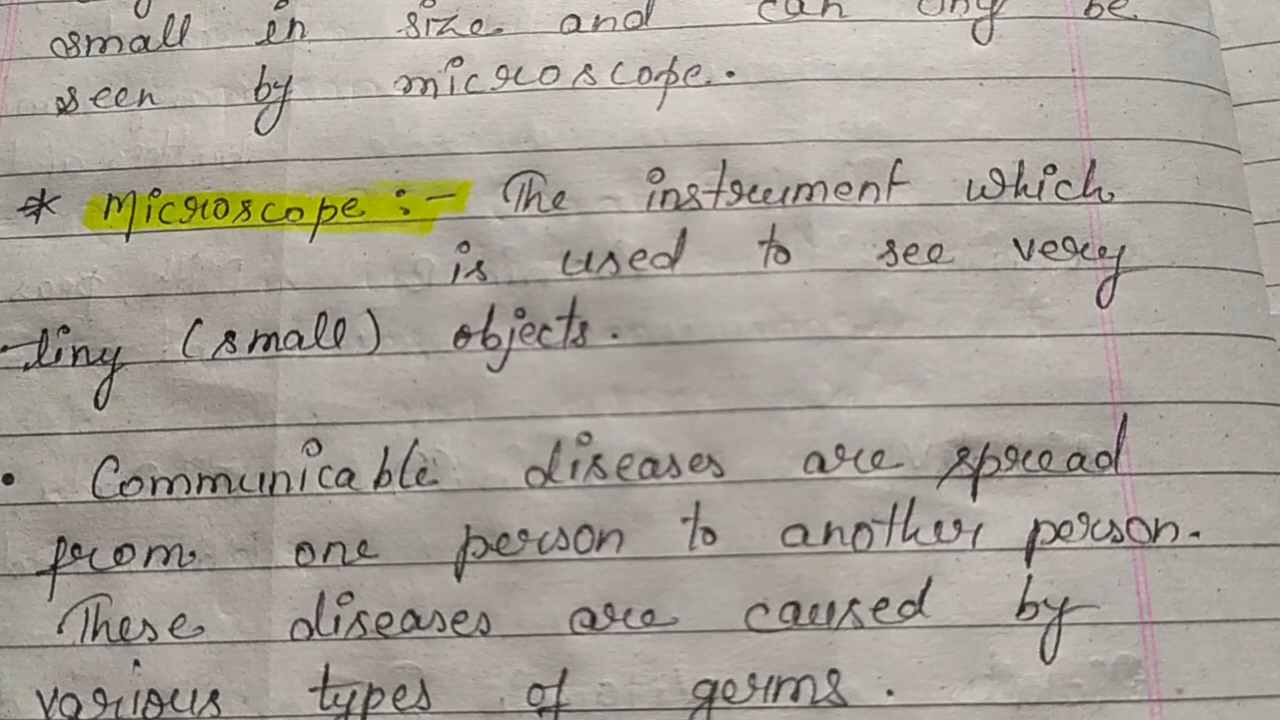 small in size and can only be
seen by microscope.
* Microscope :- The instrument which
is used to see very
tiny (small) objects.
• Communicable diseases are spread
from one person to another person.
These diseases are caused by
various types of germs.